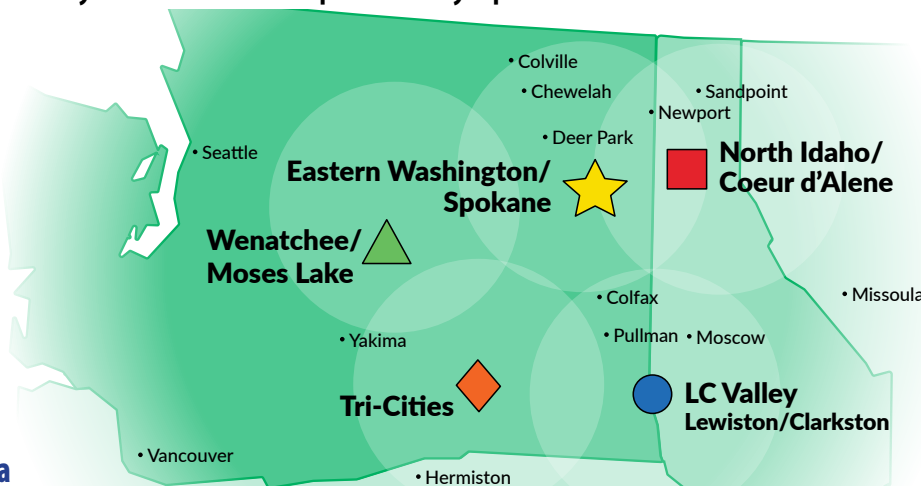 Colville
Chewelah
Sandpoint
Newport
Deer Park
Seattle
North Idaho/
Coeur d’Alene
Eastern Washington/
Spokane
Wenatchee/
Moses Lake
Colfax
Missoula
Yakima
Pullman
Moscow
Tri-Cities
LC Valley
Lewiston/Clarkston
Vancouver
Hermiston